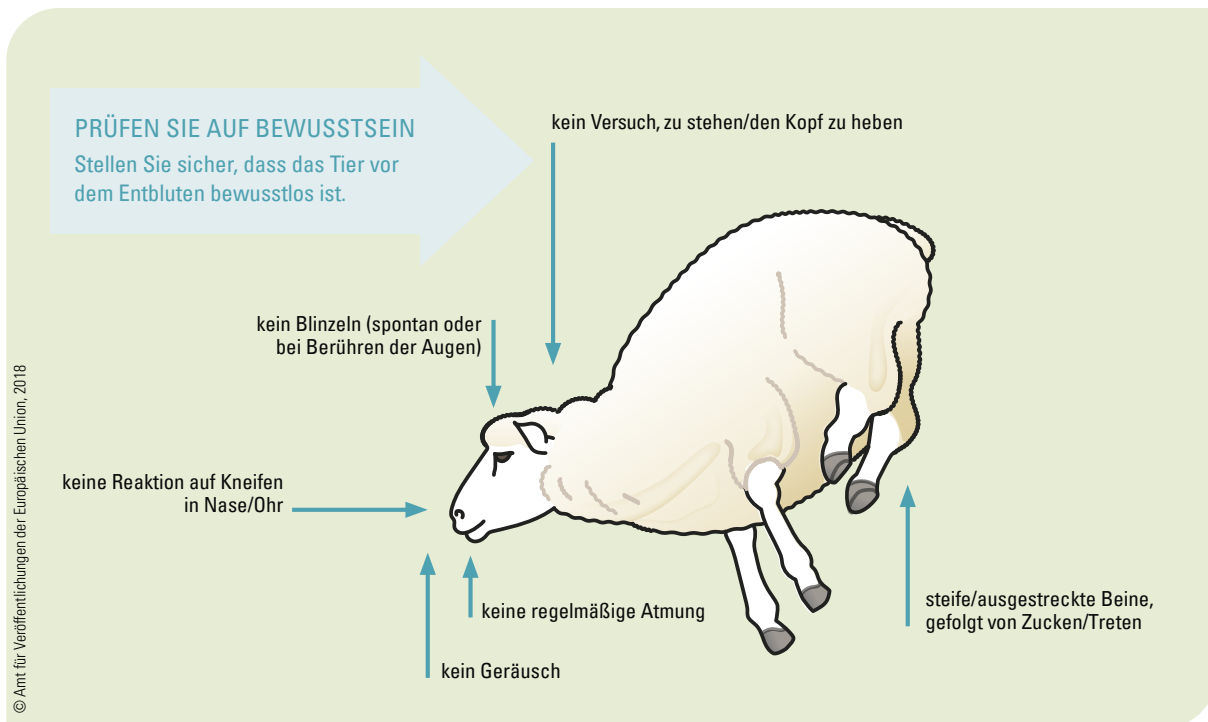 PRÜFEN SIE AUF BEWUSSTSEIN
Stellen Sie sicher, dass das Tier vor
dem Entbluten bewusstlos ist.
kein Versuch, zu stehen/den Kopf zu heben
kein Blinzeln (spontan oder
bei Berühren der Augen)
keine Reaktion auf Kneifen
in Nase/Ohr
keine regelmäßige Atmung
kein Geräusch
steife/ausgestreckte Beine,
gefolgt von Zucken/Treten
© Amt für Veröffentlichungen der Europäischen Union, 2018